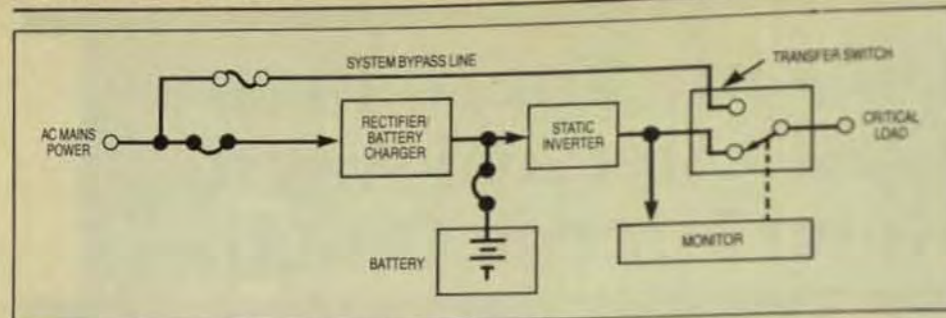 SYSTEM BYPASS LINE
TRANSFER SWITCH
AC MAINS
POWER
RECTIFIER/
BATTERY
CHARGER
STATIC
INVERTER
CRITICAL
LOAD
BATTERY
MONITOR